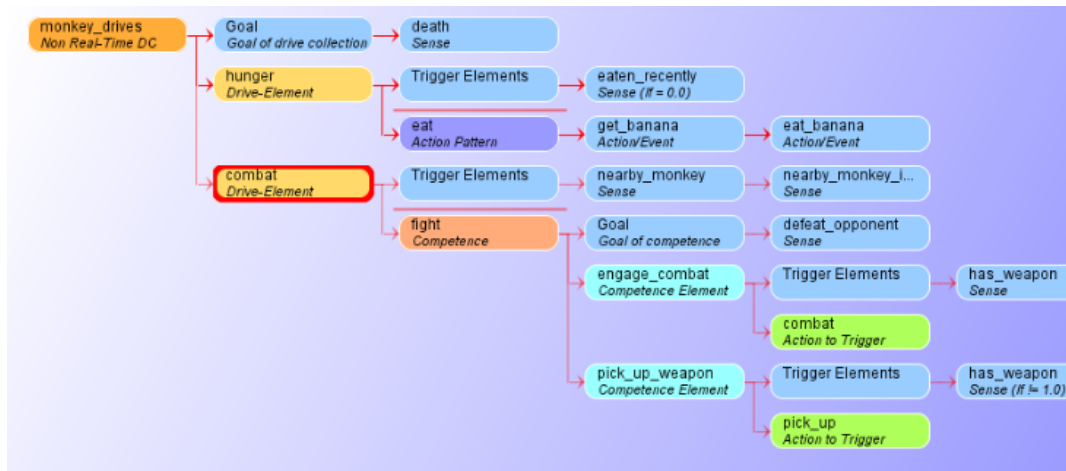 monkey_drives
Non Real-Time DC
Goal
Goal of drive collection
death
Sense
hunger
Drive-Element
Trigger Elements
eaten_recently
Sense (If = 0.0)
eat
Action Pattern
get_banana
Action/Event
eat_banana
Action/Event
combat
Drive-Element
Trigger Elements
nearby_monkey
Sense
nearby_monkey_i...
Sense
fight
Competence
Goal
Goal of competence
defeat_opponent
Sense
engage_combat
Competence Element
Trigger Elements
has_weapon
Sense
combat
Action to Trigger
pick_up_weapon
Competence Element
Trigger Elements
has_weapon
Sense (If != 1.0)
pick_up
Action to Trigger